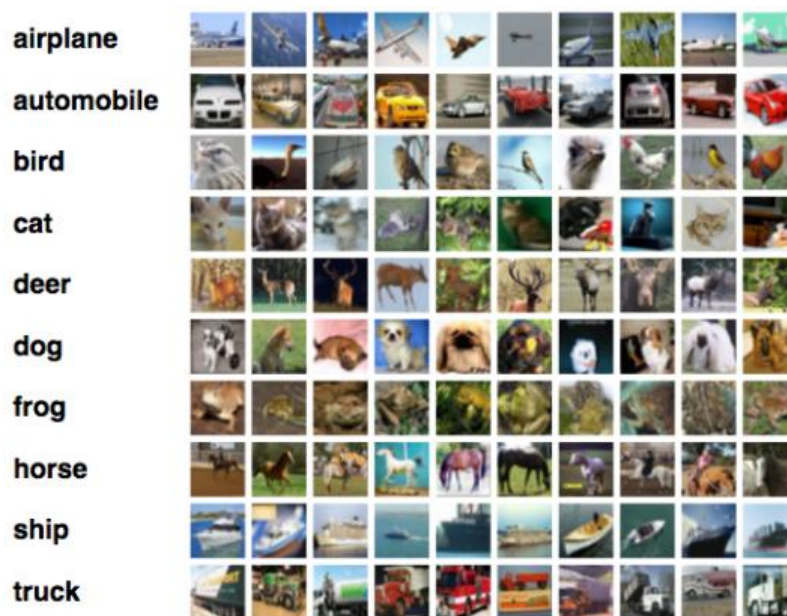 airplane
automobile
bird
cat
deer
dog
frog
horse
ship
truck